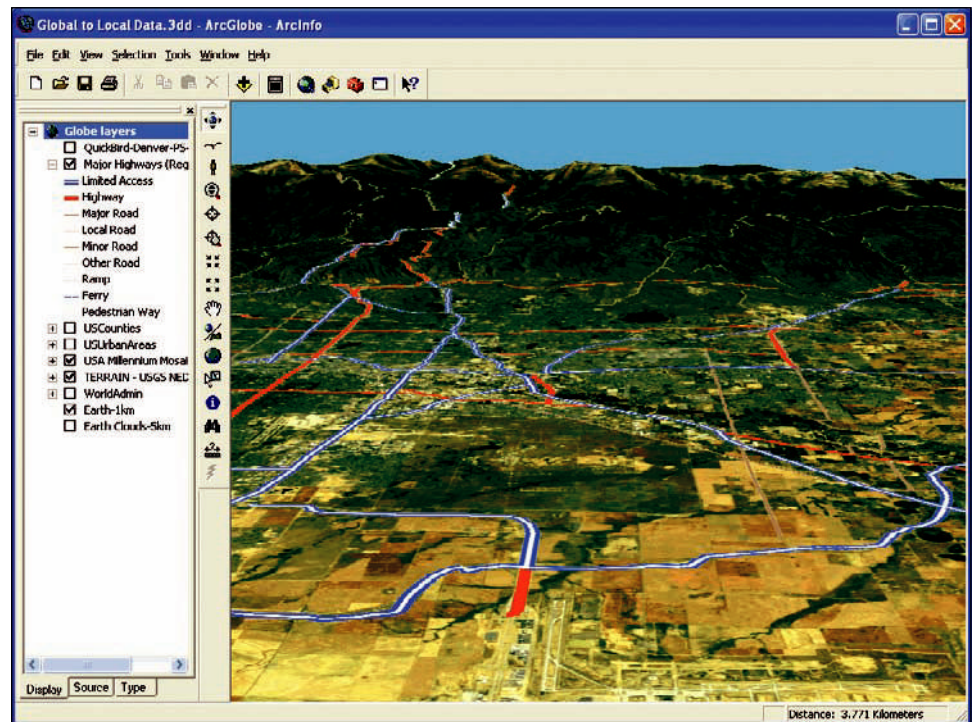 Global to Local Data.3dd - ArcGlobe - ArcInfo
File Edit View Selection Tools Window Help
Globe layers
QuickBird-Denver-PS-
Major Highways (Reg
Limited Access
Highway
Major Road
Local Road
Minor Road
Other Road
Ramp
Ferry
Pedestrian Way
USCounties
USUrbanAreas
USA Millennium Mosai
TERRAIN - USGS NED
WorldAdmin
Earth-1km
Earth Clouds-5km
Display Source Type
Distance: 3.771 Kilometers